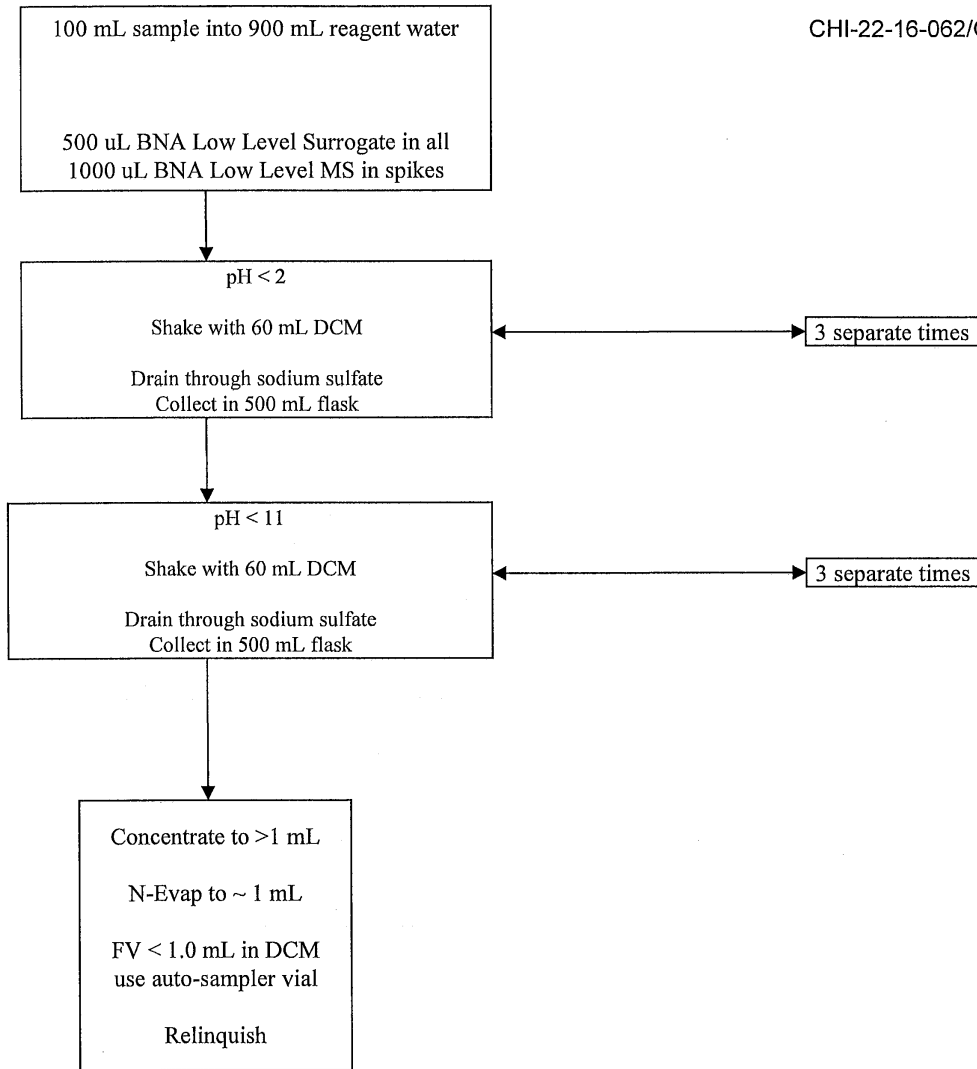 CHI-22-16-062/
100 mL sample into 900 mL reagent water
500 uL BNA Low Level Surrogate in all
1000 uL BNA Low Level MS in spikes
pH < 2
Shake with 60 mL DCM
Drain through sodium sulfate
Collect in 500 mL flask
3 separate times
pH < 11
Shake with 60 mL DCM
Drain through sodium sulfate
Collect in 500 mL flask
3 separate times
Concentrate to >1 mL
N-Evap to ~ 1 mL
FV < 1.0 mL in DCM
use auto-sampler vial
Relinquish